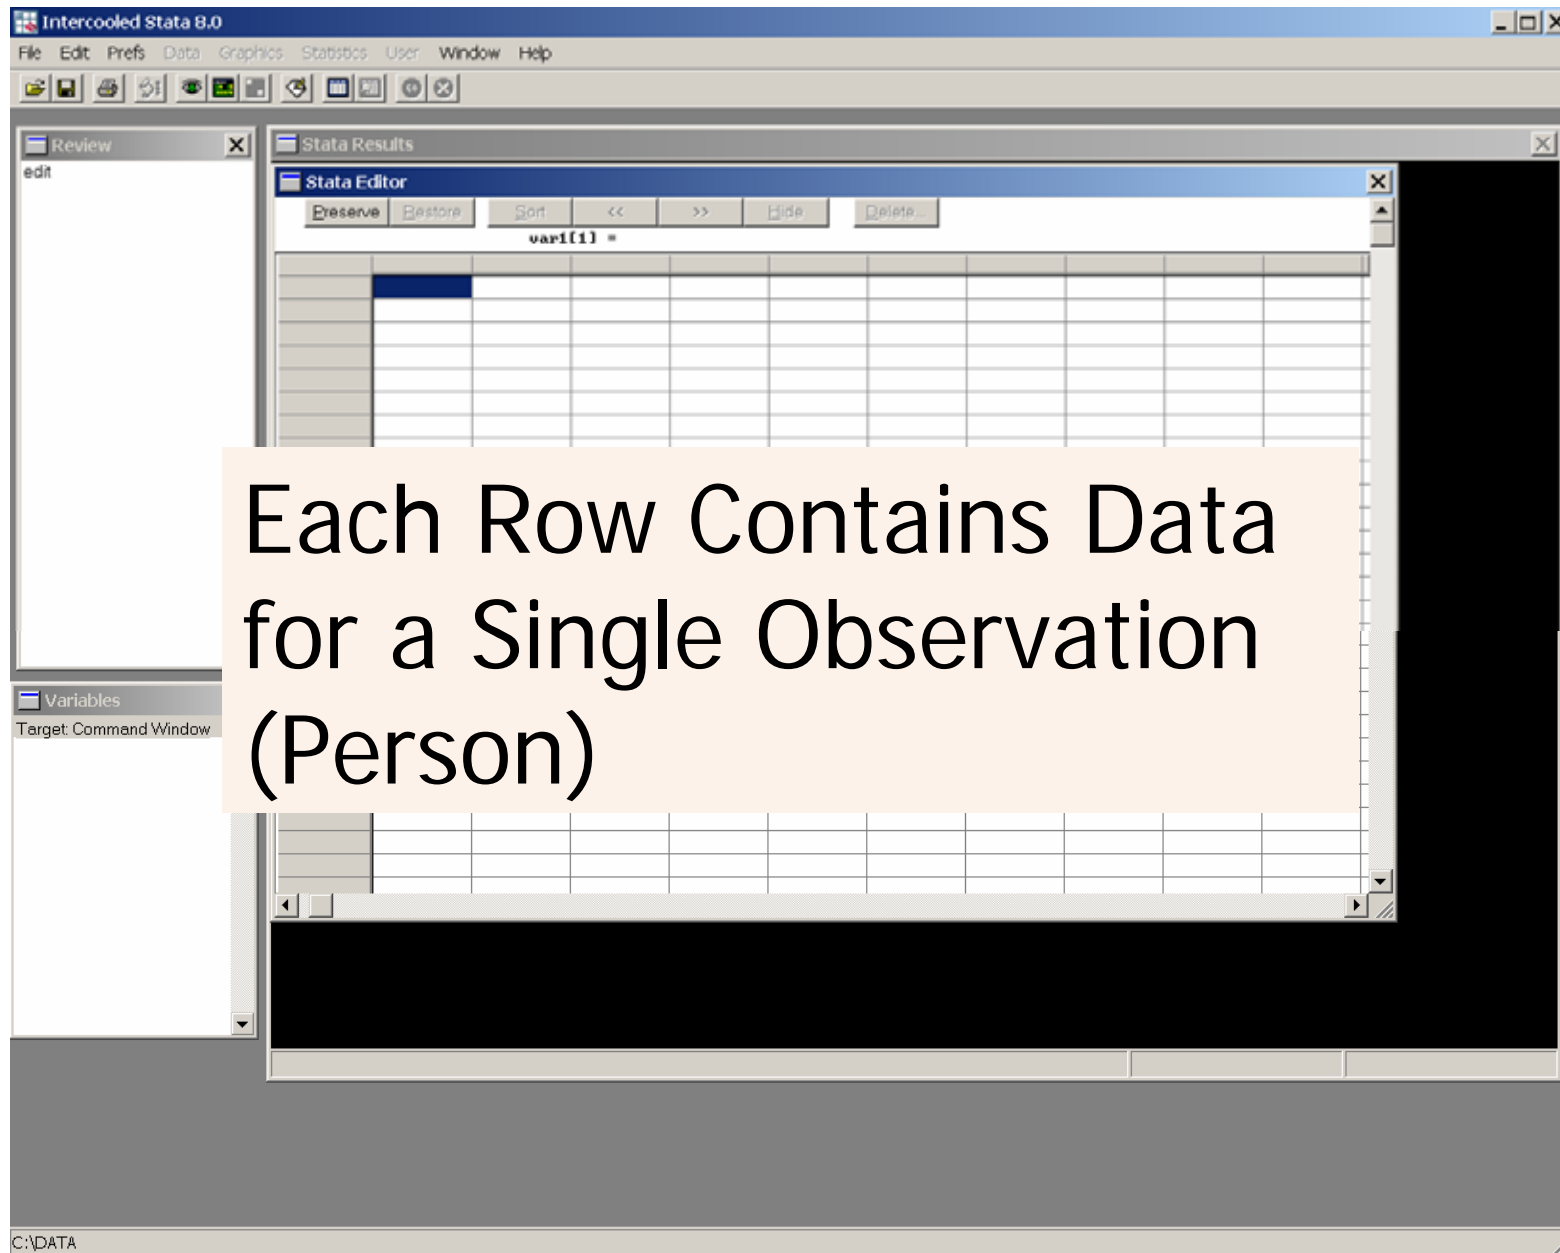 Intercooled Stata 8.0
File Edit Prefs Data Graphics Statistics User Window Help
Review
edit
Stata Results
Stata Editor
Preserve Restore Sort << >> Hide Delete...
var1[1] =
Each Row Contains Data
for a Single Observation
(Person)
Variables
Target: Command Window
C:\DATA